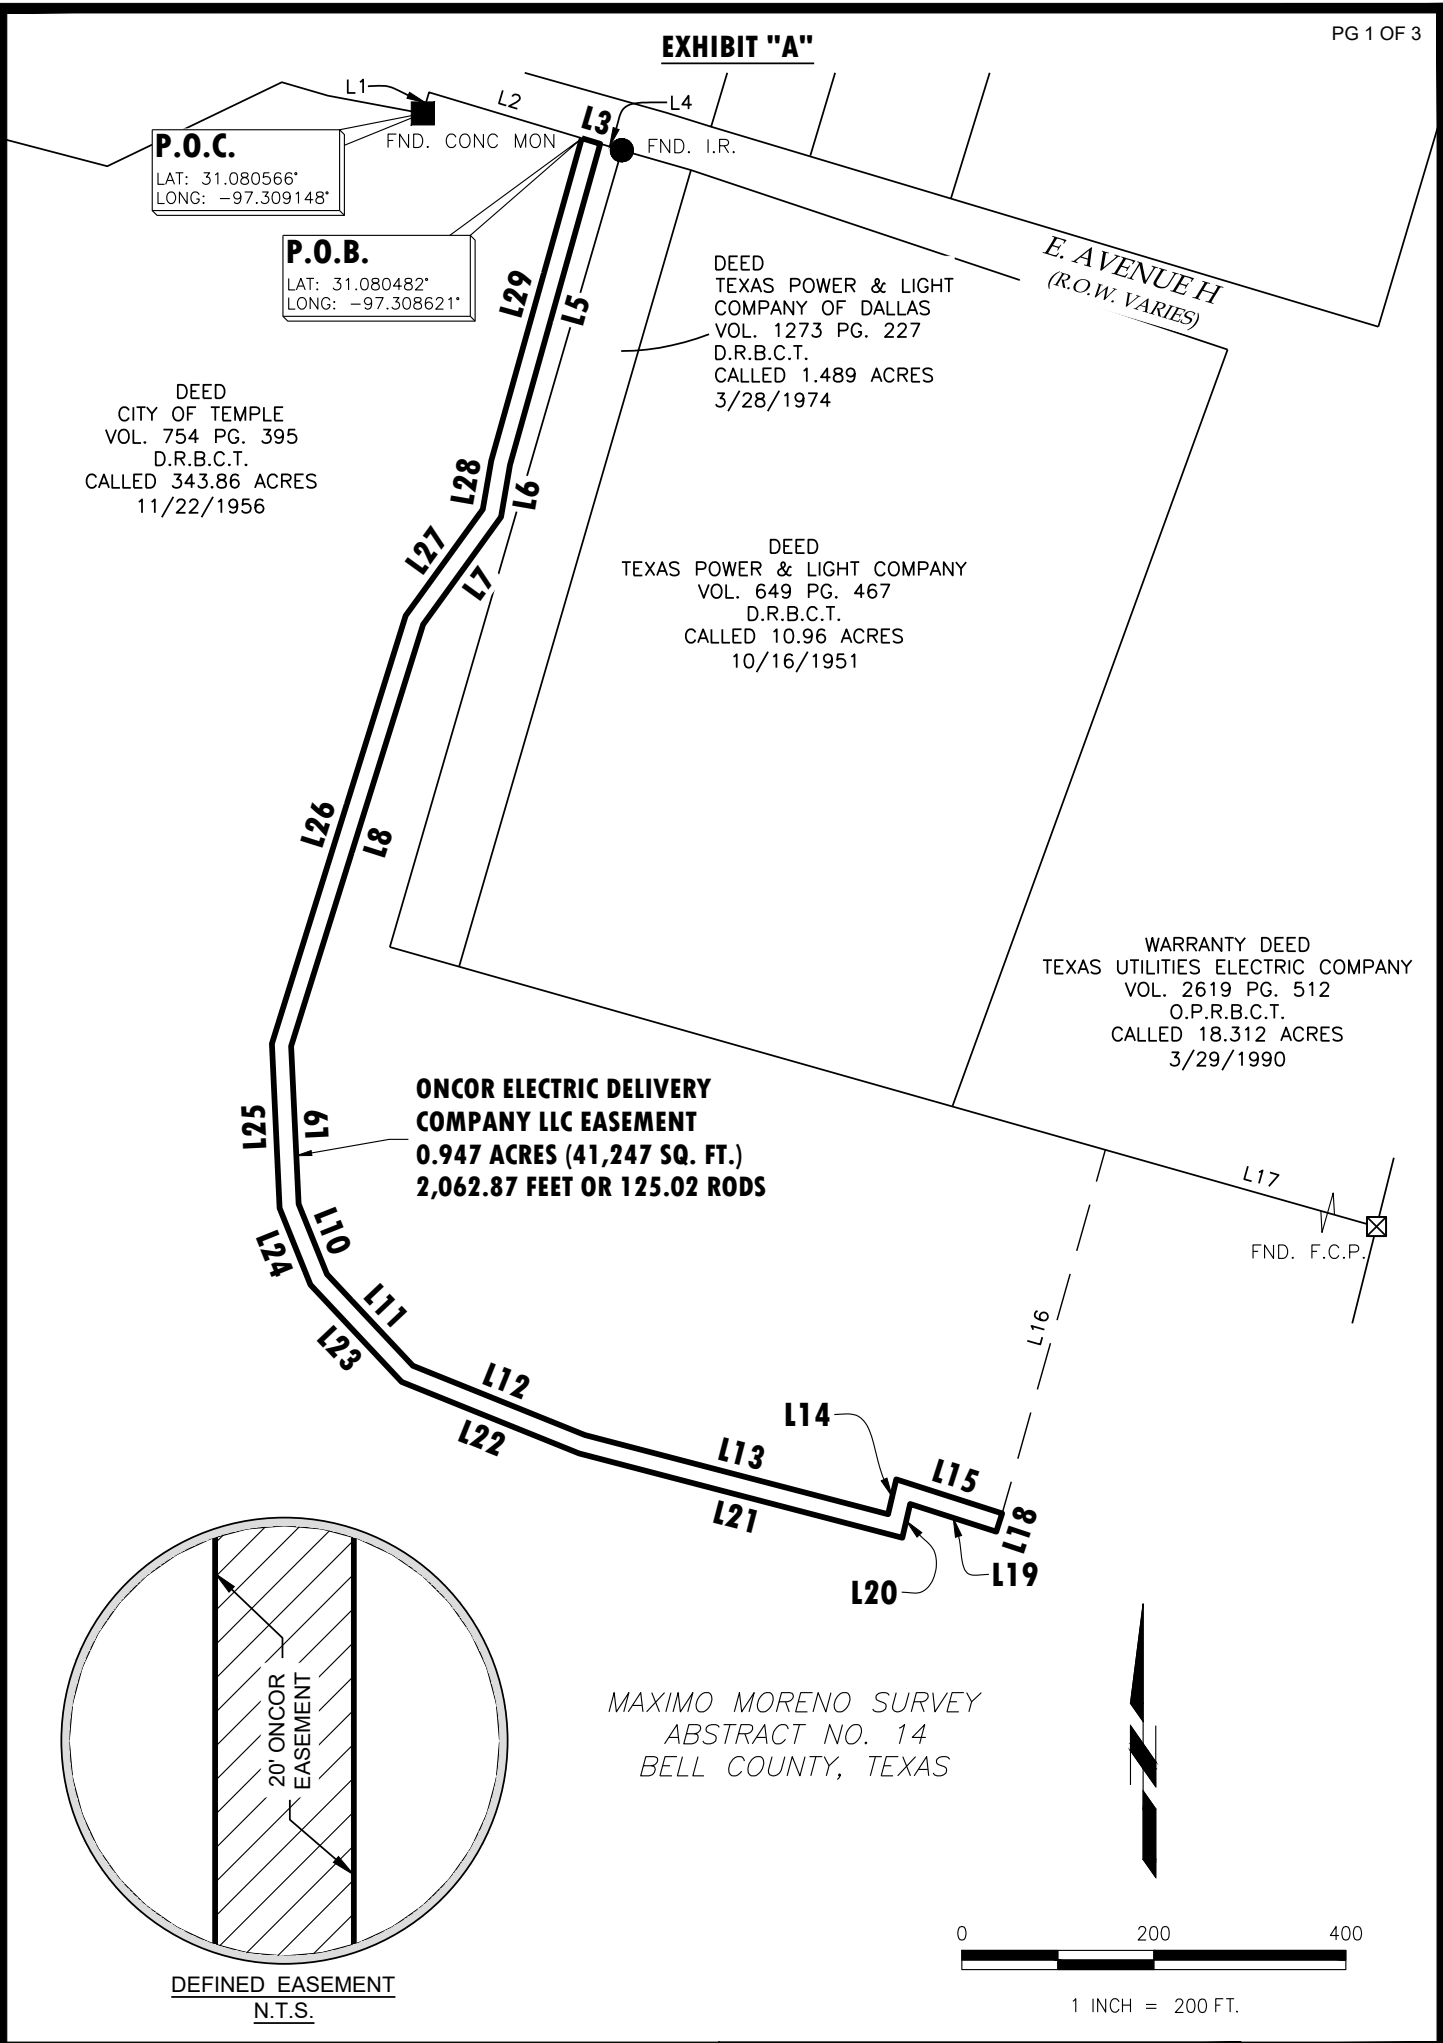 PG 1 OF 3
EXHIBIT "A"
L1
L2
L3
L4
FND. CONC MON
FND. I.R.
P.O.C.
LAT: 31.080566°
LONG: -97.309148°
P.O.B.
LAT: 31.080482°
LONG: -97.308621°
E. AVENUE H
(R.O.W. VARIES)
DEED
TEXAS POWER & LIGHT
COMPANY OF DALLAS
VOL. 1273 PG. 227
D.R.B.C.T.
CALLED 1.489 ACRES
3/28/1974
L29
L5
DEED
CITY OF TEMPLE
VOL. 754 PG. 395
D.R.B.C.T.
CALLED 343.86 ACRES
11/22/1956
L28
L6
L27
L7
DEED
TEXAS POWER & LIGHT COMPANY
VOL. 649 PG. 467
D.R.B.C.T.
CALLED 10.96 ACRES
10/16/1951
L26
L8
WARRANTY DEED
TEXAS UTILITIES ELECTRIC COMPANY
VOL. 2619 PG. 512
O.P.R.B.C.T.
CALLED 18.312 ACRES
3/29/1990
L25
L9
ONCOR ELECTRIC DELIVERY
COMPANY LLC EASEMENT
0.947 ACRES (41,247 SQ. FT.)
2,062.87 FEET OR 125.02 RODS
L17
FND. F.C.P.
L24
L10
L11
L23
L16
L12
L22
L14
L13
L15
L21
L18
L20
L19
20' ONCOR
EASEMENT
DEFINED EASEMENT
N.T.S.
MAXIMO MORENO SURVEY
ABSTRACT NO. 14
BELL COUNTY, TEXAS
0
200
400
1 INCH = 200 FT.